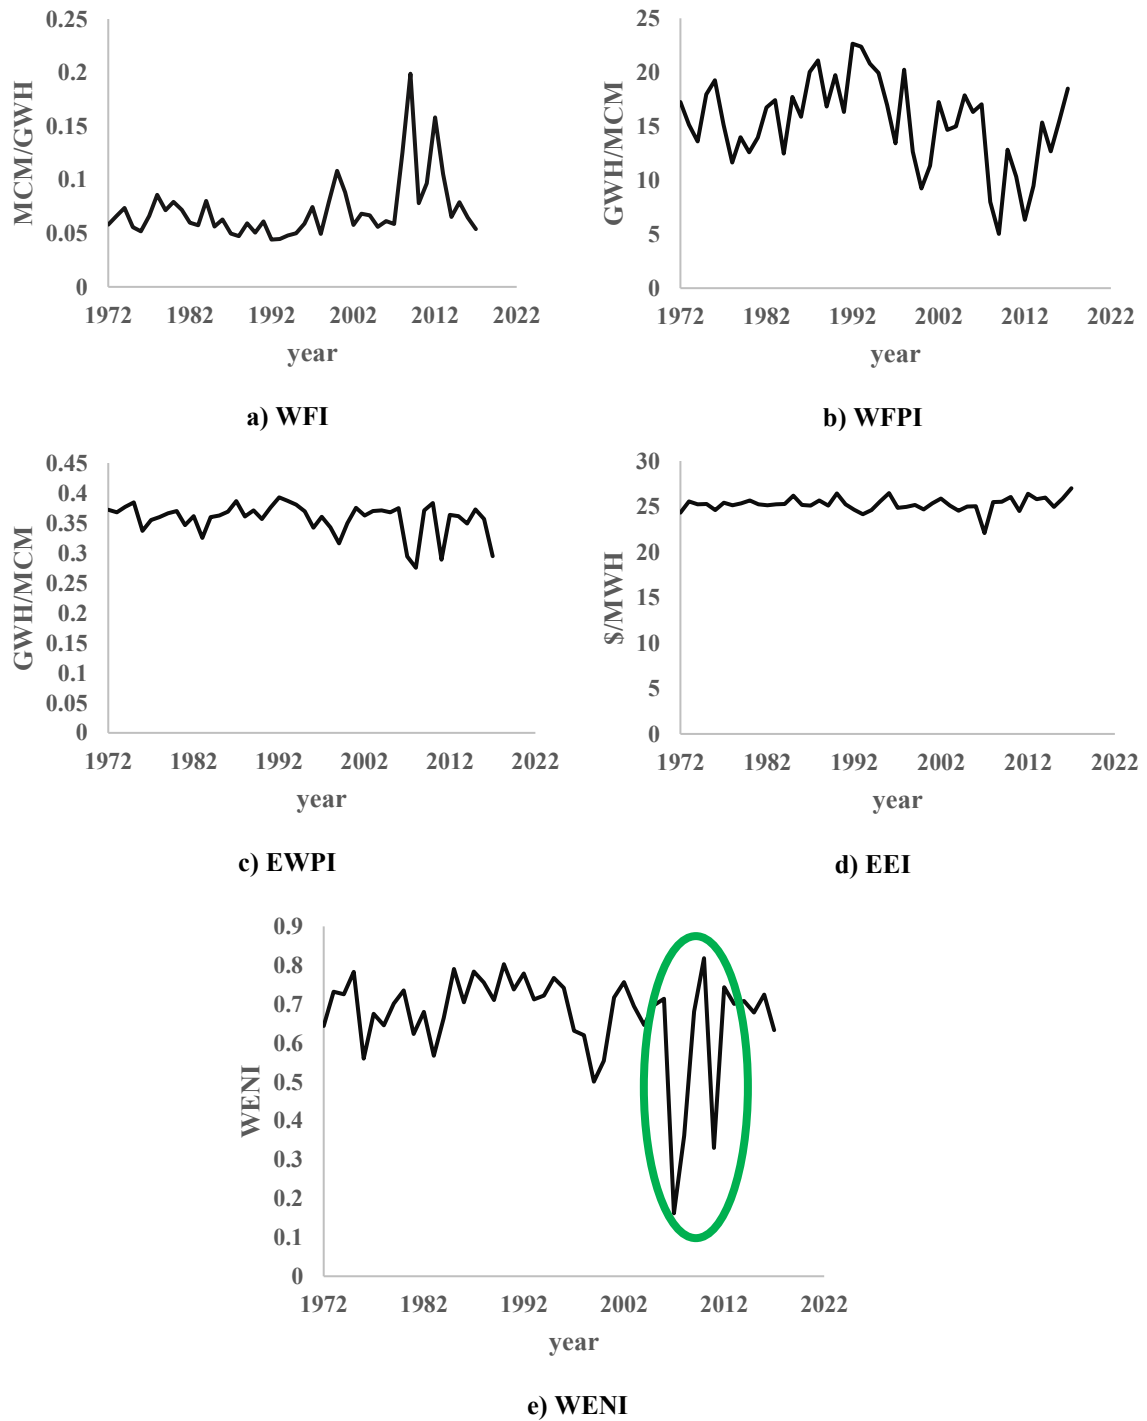 0.25
0.2
0.15
0.1
0.05
0
MCM/GWH
1972 1982 1992 2002 2012 2022
year
a) WFI
25
20
15
10
5
0
GWH/MCM
1972 1982 1992 2002 2012 2022
year
b) WFPI
0.45
0.4
0.35
0.3
0.25
0.2
0.15
0.1
0.05
0
GWH/MCM
1972 1982 1992 2002 2012 2022
year
c) EWPI
30
25
20
15
10
5
0
$/MWH
1972 1982 1992 2002 2012 2022
year
d) EEI
0.9
0.8
0.7
0.6
0.5
0.4
0.3
0.2
0.1
0
WENI
1972 1982 1992 2002 2012 2022
year
e) WENI